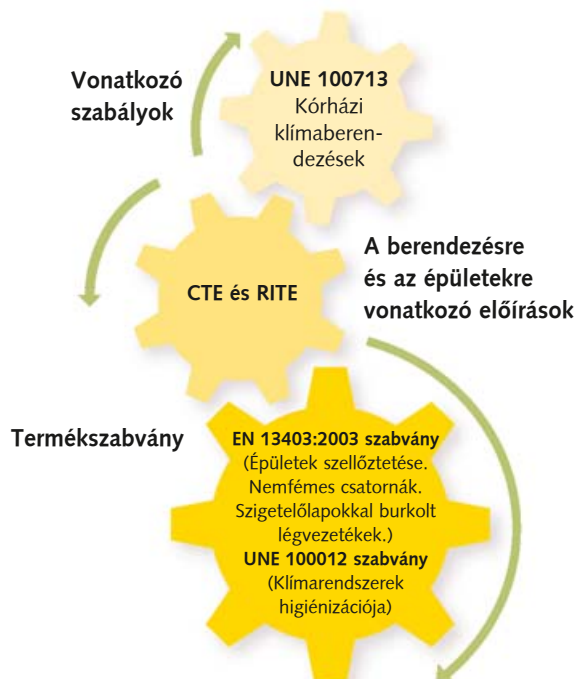 Vonatkozó
szabályok
UNE 100713
Kórházi
klímaberen-
dezések
CTE és RITE
A berendezésre
és az épületekre
vonatkozó előírások
Termékszabvány
EN 13403:2003 szabvány
(Épületek szellőztetése.
Nemfémes csatornák.
Szigetelőlapokkal burkolt
légvezetékek.)
UNE 100012 szabvány
(Klímarendszerek
higiénizációja)